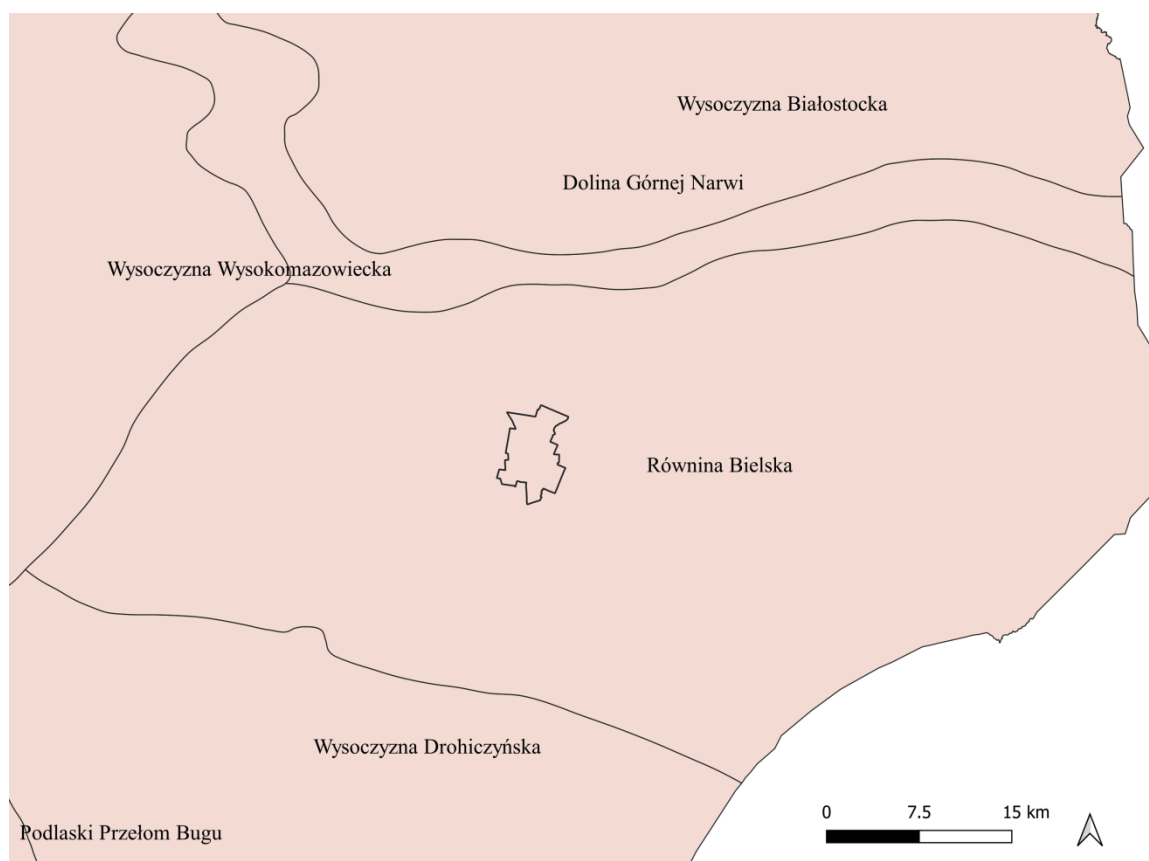 Wysoczyzna Białostocka
Dolina Górnej Narwi
Wysoczyzna Wysokomazowiecka
Równina Bielska
Wysoczyzna Drohiczyńska
0 7.5 15 km
Podlaski Przełom Bugu